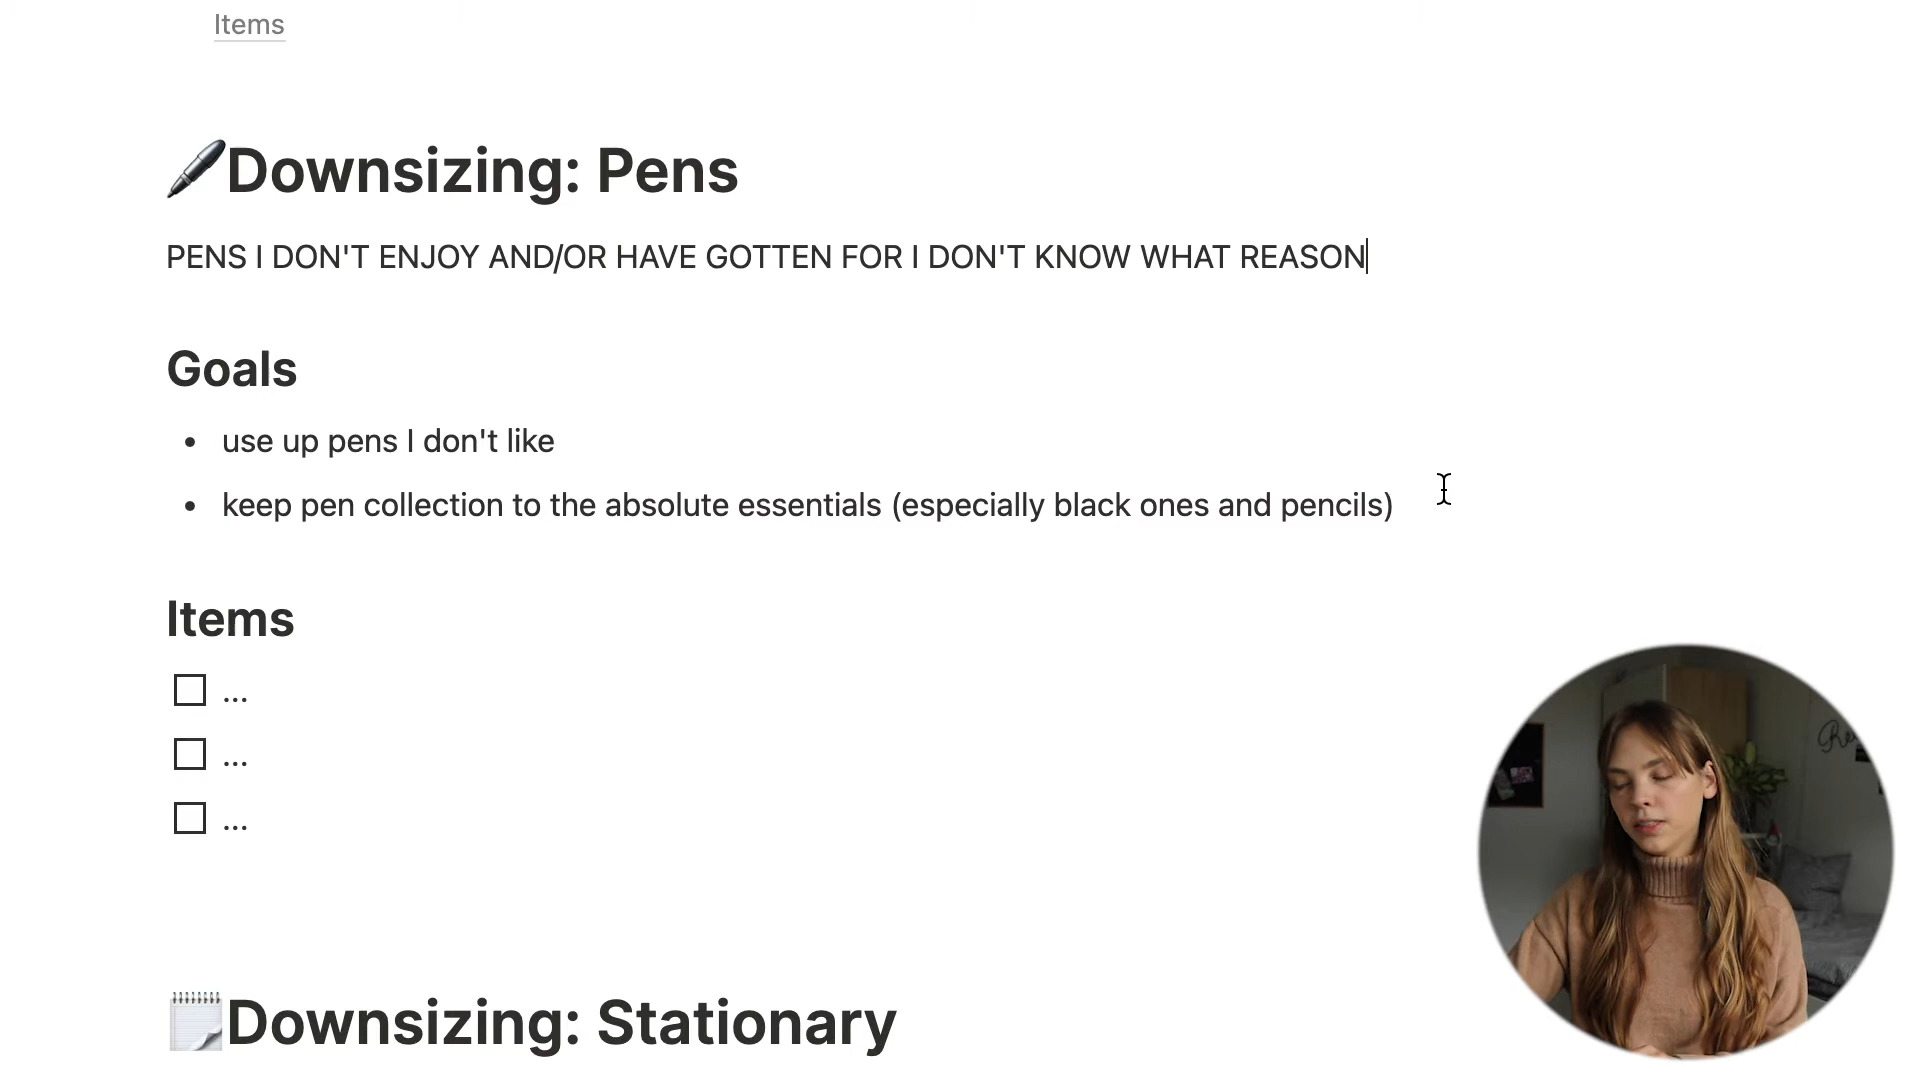 Items
Downsizing: Pens
PENS I DON'T ENJOY AND/OR HAVE GOTTEN FOR I DON'T KNOW WHAT REASON
Goals
• use up pens I don't like
• keep pen collection to the absolute essentials (especially black ones and pencils)
Items
...
...
...
Downsizing: Stationary